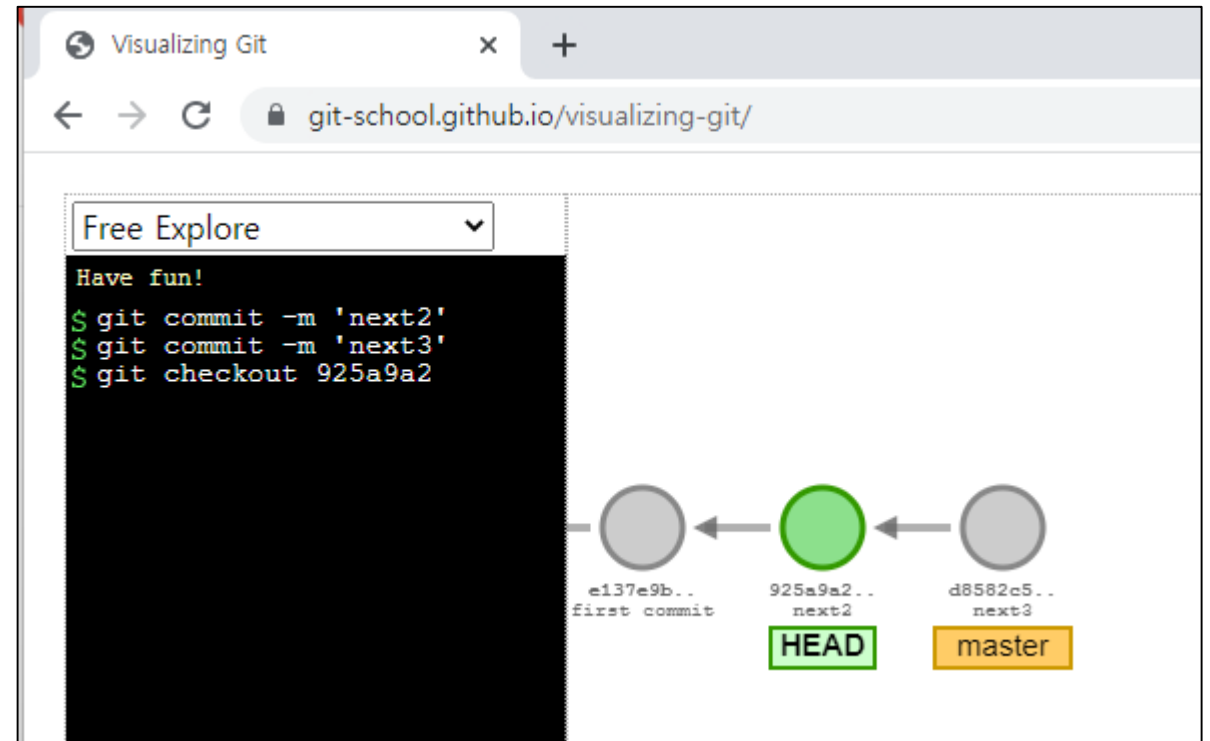 Visualizing Git
git-school.github.io/visualizing-git/
Free Explore
Have fun!
$ git commit -m 'next2'
$ git commit -m 'next3'
$ git checkout 925a9a2
e137e9b..
first commit
925a9a2..
next2
HEAD
d8582c5..
next3
master